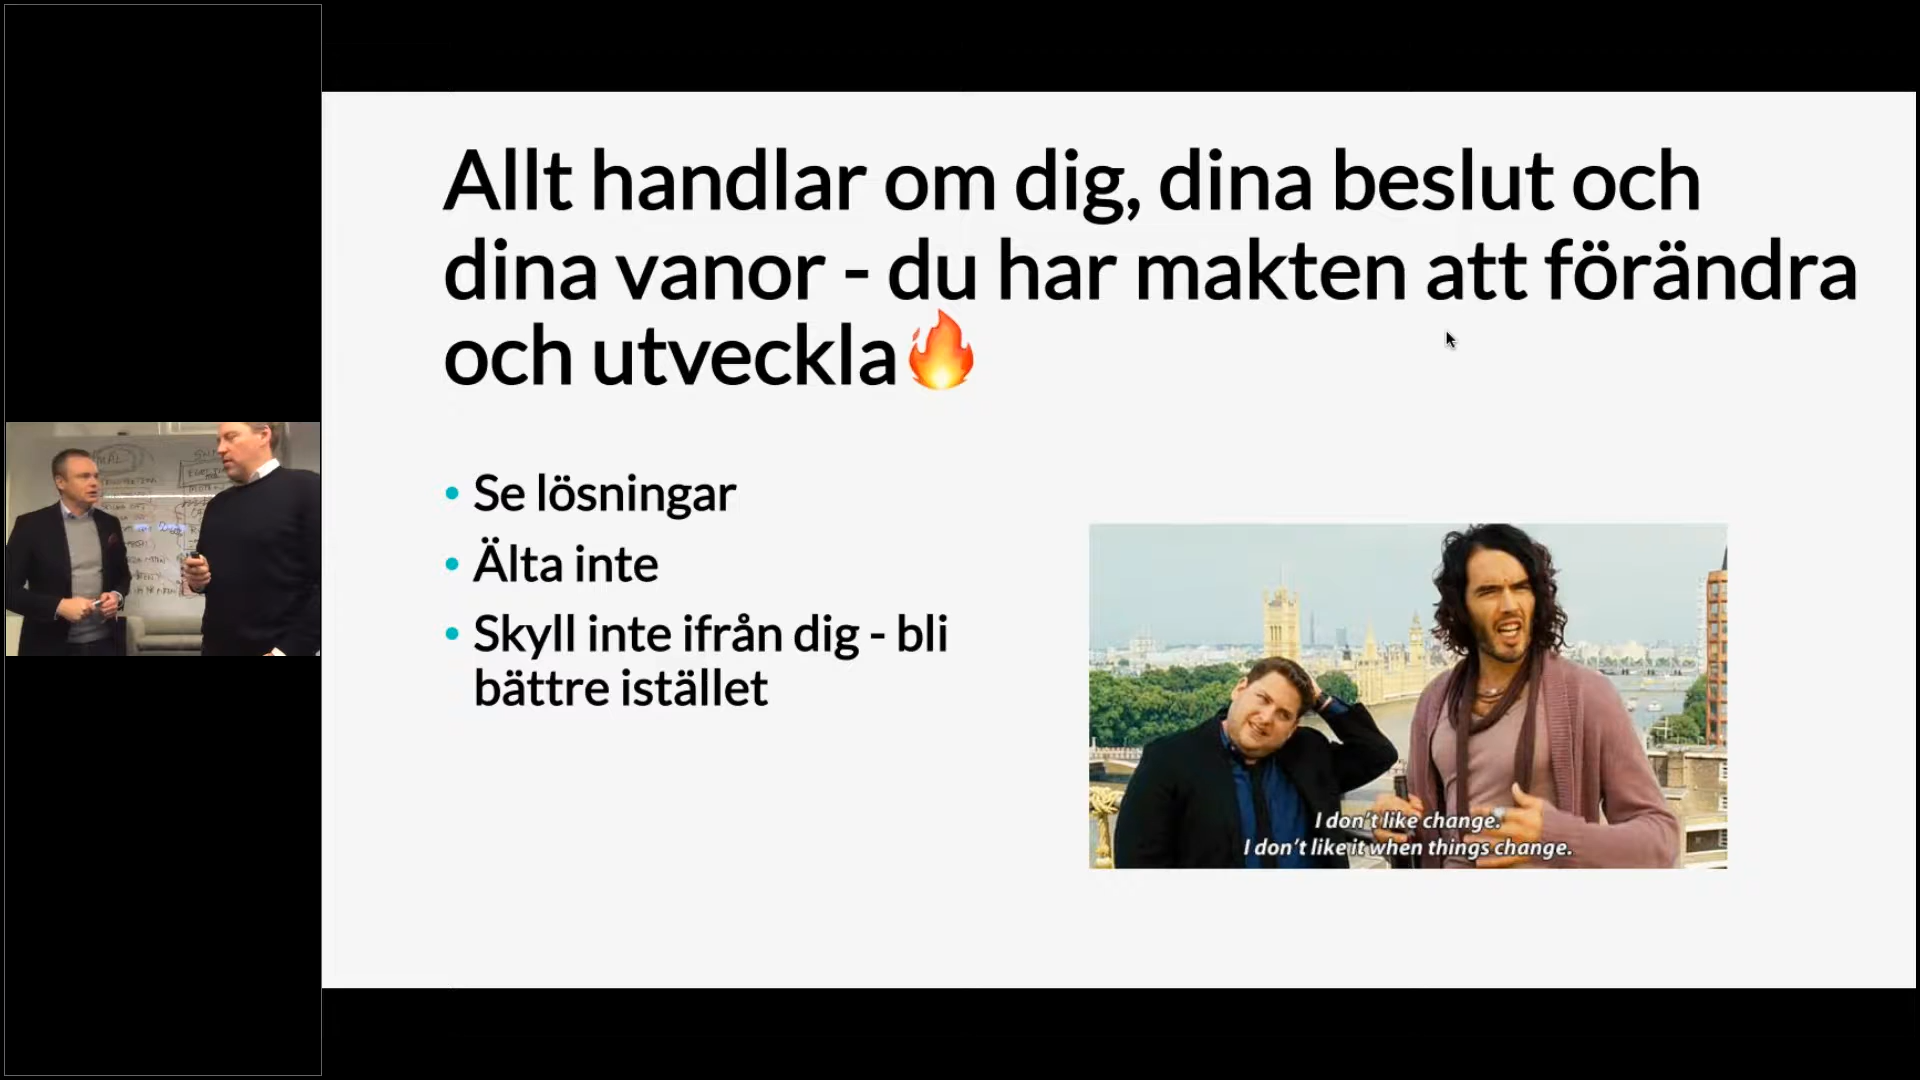 Allt handlar om dig, dina beslut och
dina vanor - du har makten att förändra
och utveckla🔥
• Se lösningar
• Älta inte
• Skyll inte ifrån dig - bli
bättre istället
I don't like change.
I don't like it when things change.
MÅL